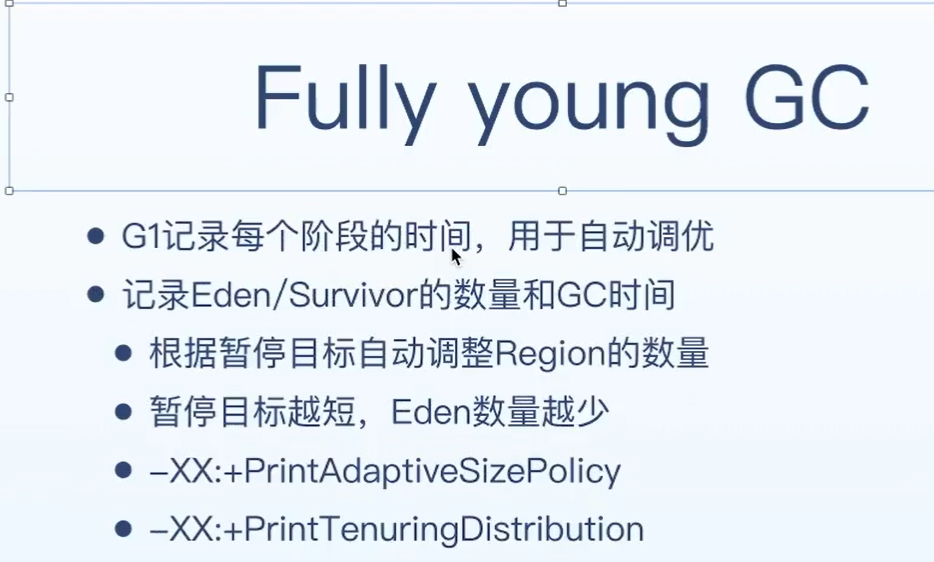 Fully young GC
G1记录每个阶段的时间，用于自动调优
记录Eden/Survivor的数量和GC时间
根据暂停目标自动调整Region的数量
暂停目标越短，Eden数量越少
–XX:+PrintAdaptiveSizePolicy
–XX:+PrintTenuringDistribution